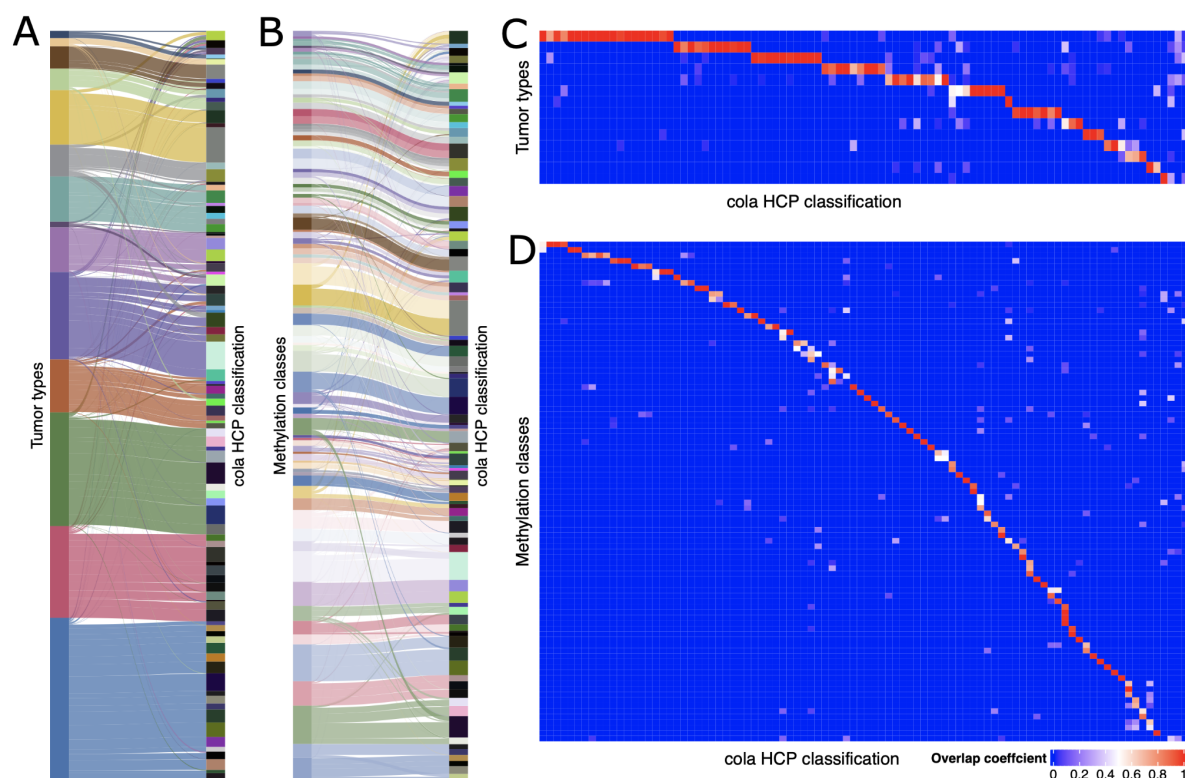 A
Tumor types
cola HCP classification
B
Methylation classes
cola HCP classification
C
Tumor types
cola HCP classification
D
Methylation classes
cola HCP classification
Overlap coeffcient
0 0.2 0.4 0.6 0.8